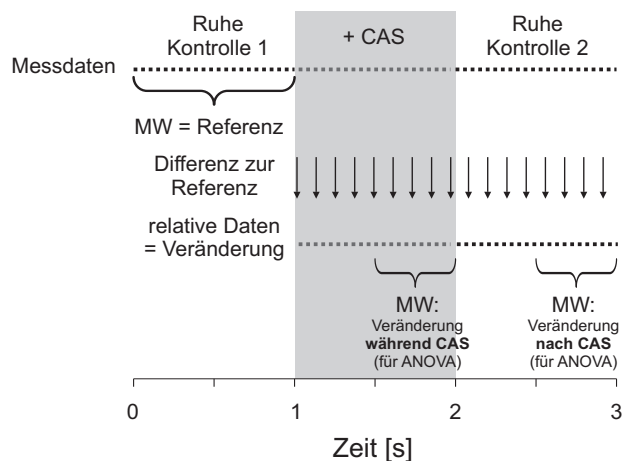 Ruhe
Kontrolle 1
+ CAS
Ruhe
Kontrolle 2
Messdaten
MW = Referenz
Differenz zur
Referenz
relative Daten
= Veränderung
MW:
Veränderung
während CAS
(für ANOVA)
MW:
Veränderung
nach CAS
(für ANOVA)
0 1 2 3
Zeit [s]